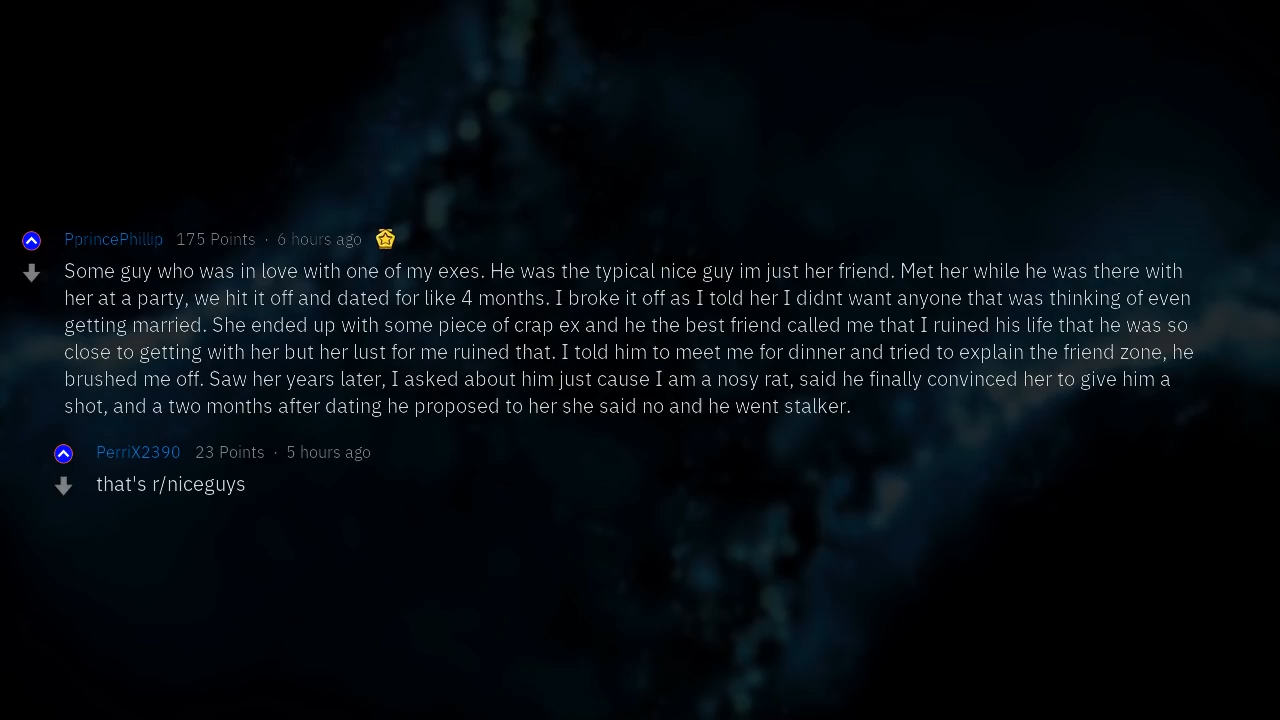 PprincePhillip 175 Points · 6 hours ago
Some guy who was in love with one of my exes. He was the typical nice guy im just her friend. Met her while he was there with
her at a party, we hit it off and dated for like 4 months. I broke it off as I told her I didnt want anyone that was thinking of even
getting married. She ended up with some piece of crap ex and he the best friend called me that I ruined his life that he was so
close to getting with her but her lust for me ruined that. I told him to meet me for dinner and tried to explain the friend zone, he
brushed me off. Saw her years later, I asked about him just cause I am a nosy rat, said he finally convinced her to give him a
shot, and a two months after dating he proposed to her she said no and he went stalker.
PerriX2390 23 Points · 5 hours ago
that's r/niceguys